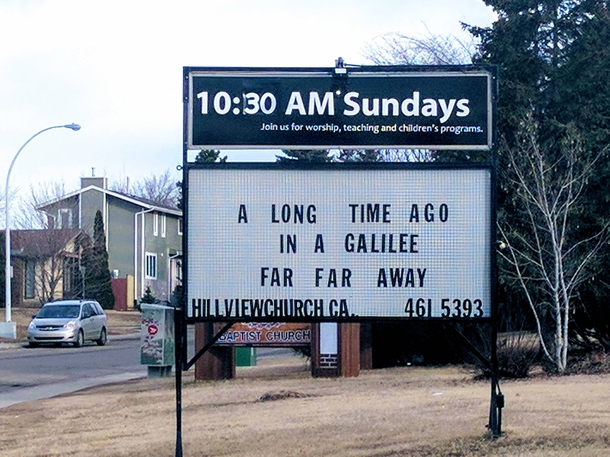 10:30 AM Sundays
Join us for worship, teaching and children's programs.
A LONG TIME AGO
IN A GALILEE
FAR FAR AWAY
HILLVIEWCHURCH.CA.. 461 5393
BAPTIST CHURCH